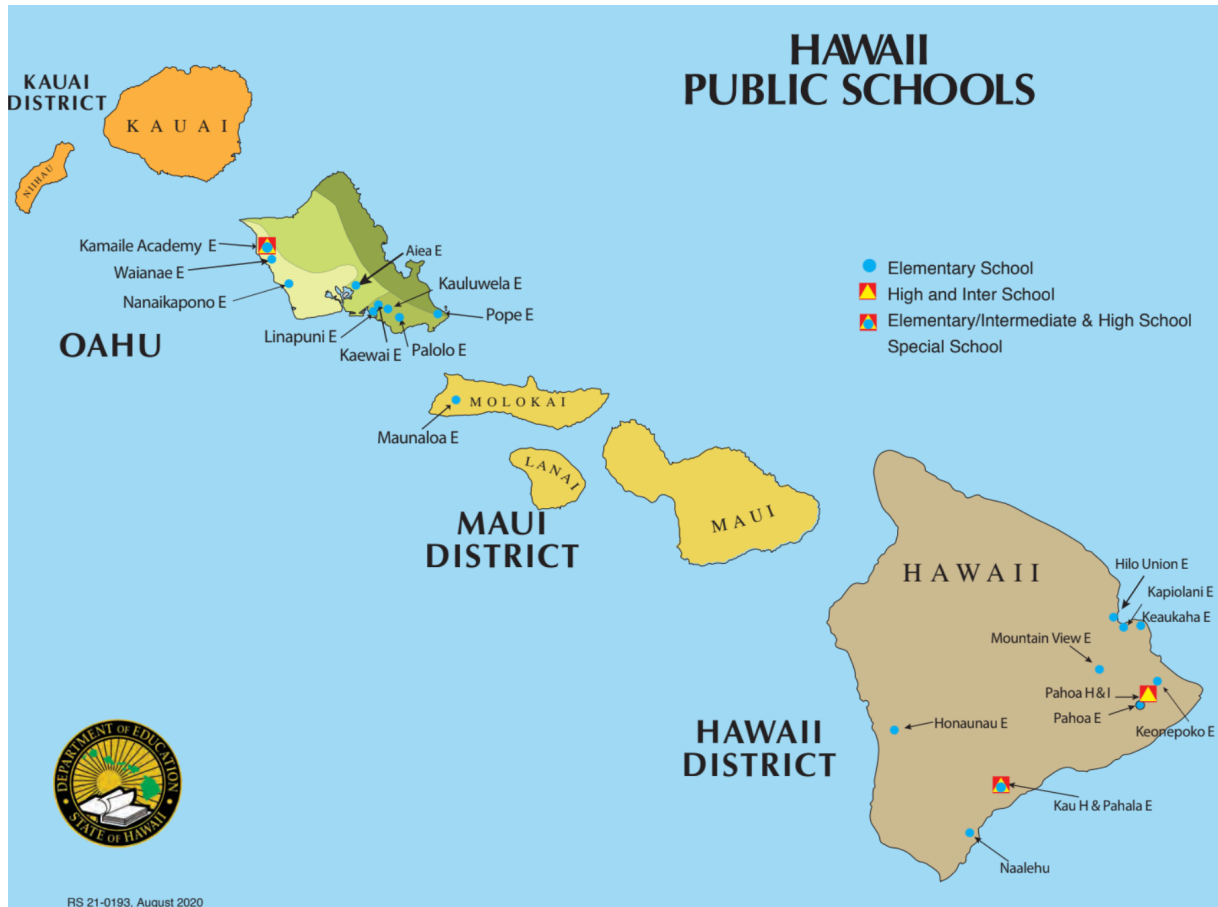 HAWAII
PUBLIC SCHOOLS
KAUAI
DISTRICT
KAUAI
NIIHAU
Kamaile Academy E
Waianae E
Nanaikapono E
Aiea E
Kauluwela E
Pope E
Linapuni E
Kaewai E
Palolo E
OAHU
Elementary School
High and Inter School
Elementary/Intermediate & High School
Special School
MOLOKAI
Maunaloa E
LANAI
MAUI
MAUI
DISTRICT
HAWAII
Hilo Union E
Kapiolani E
Keaukaha E
Mountain View E
Pahoa H & I
Pahoa E
Keonepoko E
Honaunau E
HAWAII
DISTRICT
Kau H & Pahala E
Naalehu
DEPARTMENT OF EDUCATION
STATE OF HAWAII
RS 21-0193, August 2020